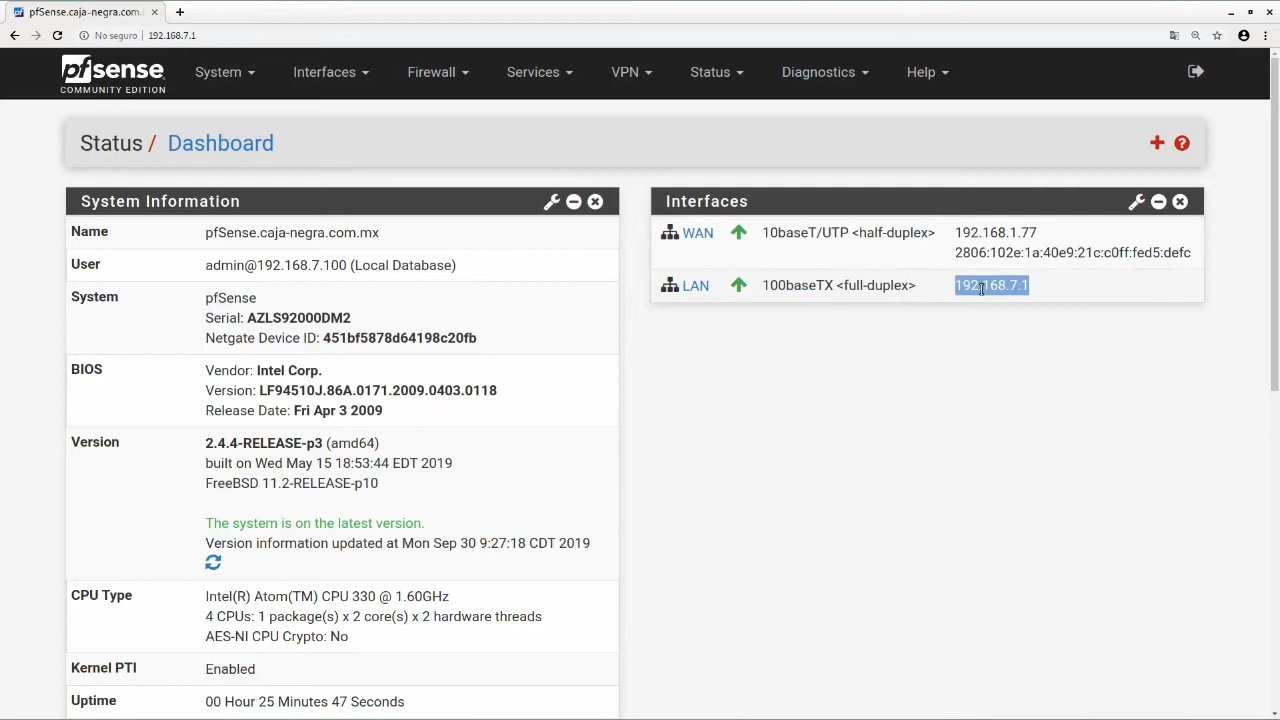 pfSense.caja-negra.com.m
No seguro
192.168.7.1
pfsense
COMMUNITY EDITION
System
Interfaces
Firewall
Services
VPN
Status
Diagnostics
Help
Status / Dashboard
System Information
Name
pfSense.caja-negra.com.mx
User
admin@192.168.7.100 (Local Database)
System
pfSense
Serial: AZLS92000DM2
Netgate Device ID: 451bf5878d64198c20fb
BIOS
Vendor: Intel Corp.
Version: LF94510J.86A.0171.2009.0403.0118
Release Date: Fri Apr 3 2009
Version
2.4.4-RELEASE-p3 (amd64)
built on Wed May 15 18:53:44 EDT 2019
FreeBSD 11.2-RELEASE-p10
The system is on the latest version.
Version information updated at Mon Sep 30 9:27:18 CDT 2019
CPU Type
Intel(R) Atom(TM) CPU 330 @ 1.60GHz
4 CPUs: 1 package(s) x 2 core(s) x 2 hardware threads
AES-NI CPU Crypto: No
Kernel PTI
Enabled
Uptime
00 Hour 25 Minutes 47 Seconds
Interfaces
WAN
10baseT/UTP <half-duplex>
192.168.1.77
2806:102e:1a:40e9:21c:c0ff:fed5:defc
LAN
100baseTX <full-duplex>
192.168.7.1